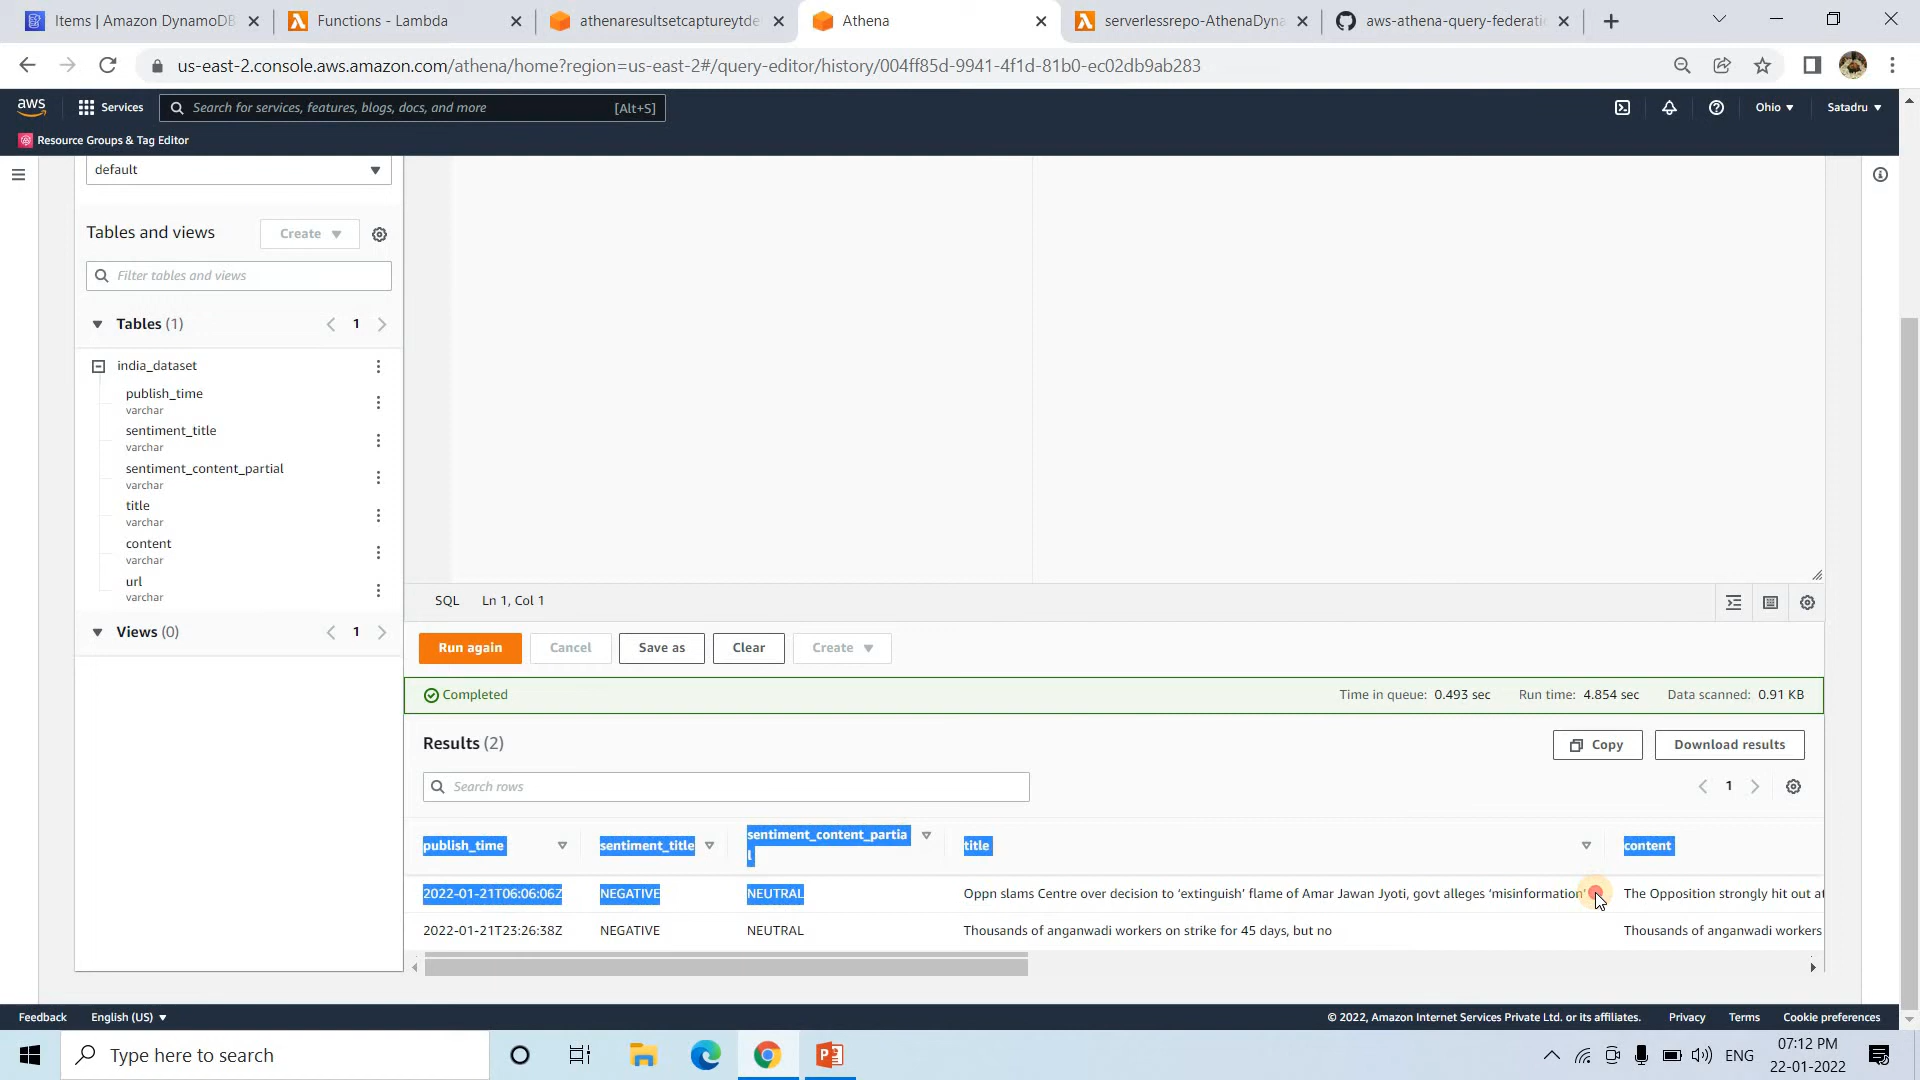 Items | Amazon DynamoDB
Functions - Lambda
athenaresultsetcaptureytde
Athena
serverlessrepo-AthenaDyna
aws-athena-query-federati
us-east-2.console.aws.amazon.com/athena/home?region=us-east-2#/query-editor/history/004ff85d-9941-4f1d-81b0-ec02db9ab283
aws
Services
Search for services, features, blogs, docs, and more
[Alt+S]
Ohio
Satadru
Resource Groups & Tag Editor
default
Tables and views
Create
Filter tables and views
Tables (1)
1
india_dataset
publish_time
varchar
sentiment_title
varchar
sentiment_content_partial
varchar
title
varchar
content
varchar
url
varchar
Views (0)
1
SQL
Ln 1, Col 1
Run again
Cancel
Save as
Clear
Create
Completed
Time in queue: 0.493 sec
Run time: 4.854 sec
Data scanned: 0.91 KB
Results (2)
Copy
Download results
Search rows
1
publish_time
sentiment_title
sentiment_content_partia
l
title
content
2022-01-21T06:06:06Z
NEGATIVE
NEUTRAL
Oppn slams Centre over decision to ‘extinguish’ flame of Amar Jawan Jyoti, govt alleges ‘misinformation’
The Opposition strongly hit out at
2022-01-21T23:26:38Z
NEGATIVE
NEUTRAL
Thousands of anganwadi workers on strike for 45 days, but no
Thousands of anganwadi workers
Feedback
English (US)
© 2022, Amazon Internet Services Private Ltd. or its affiliates.
Privacy
Terms
Cookie preferences
Type here to search
ENG
07:12 PM
22-01-2022